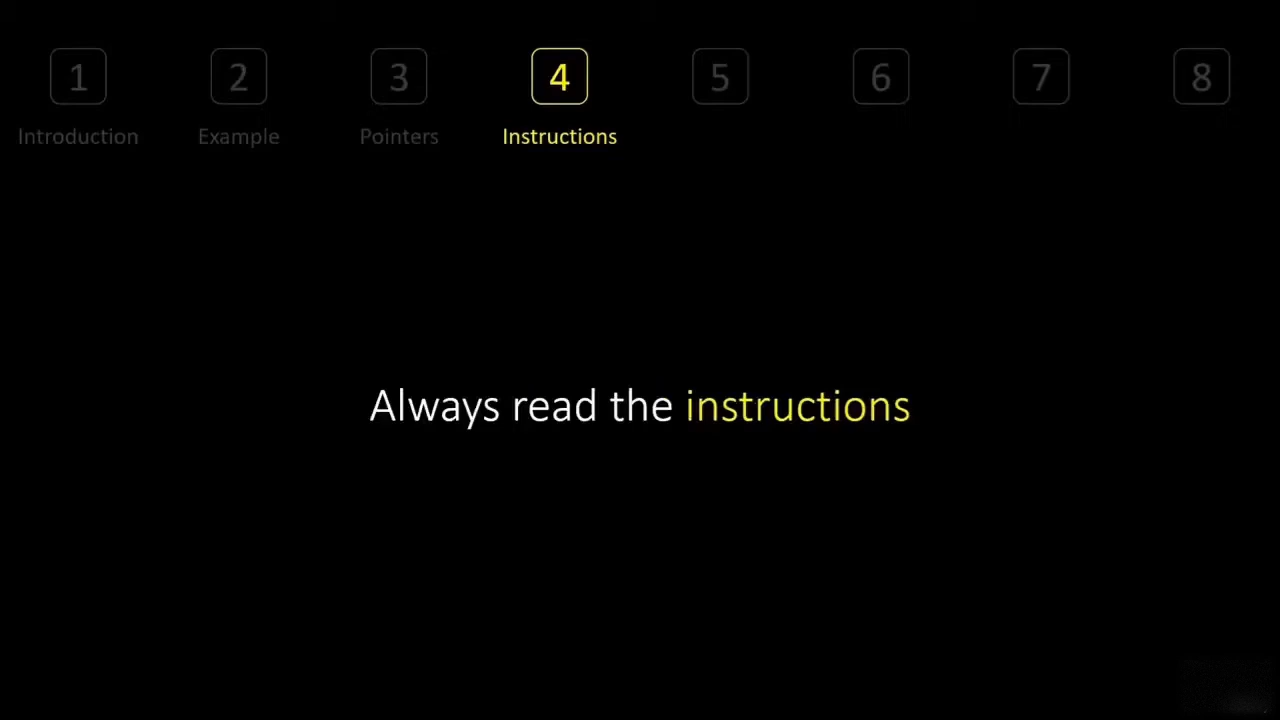 1 2 3 4 5 6 7 8
Introduction Example Pointers Instructions
Always read the instructions